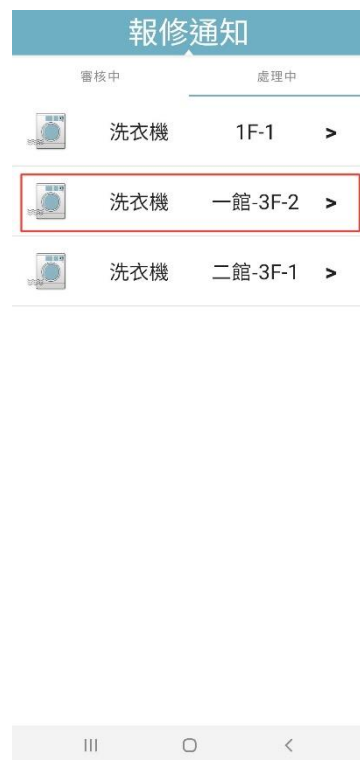 報修通知
審核中 處理中
洗衣機 1F-1 >
洗衣機 一館-3F-2 >
洗衣機 二館-3F-1 >